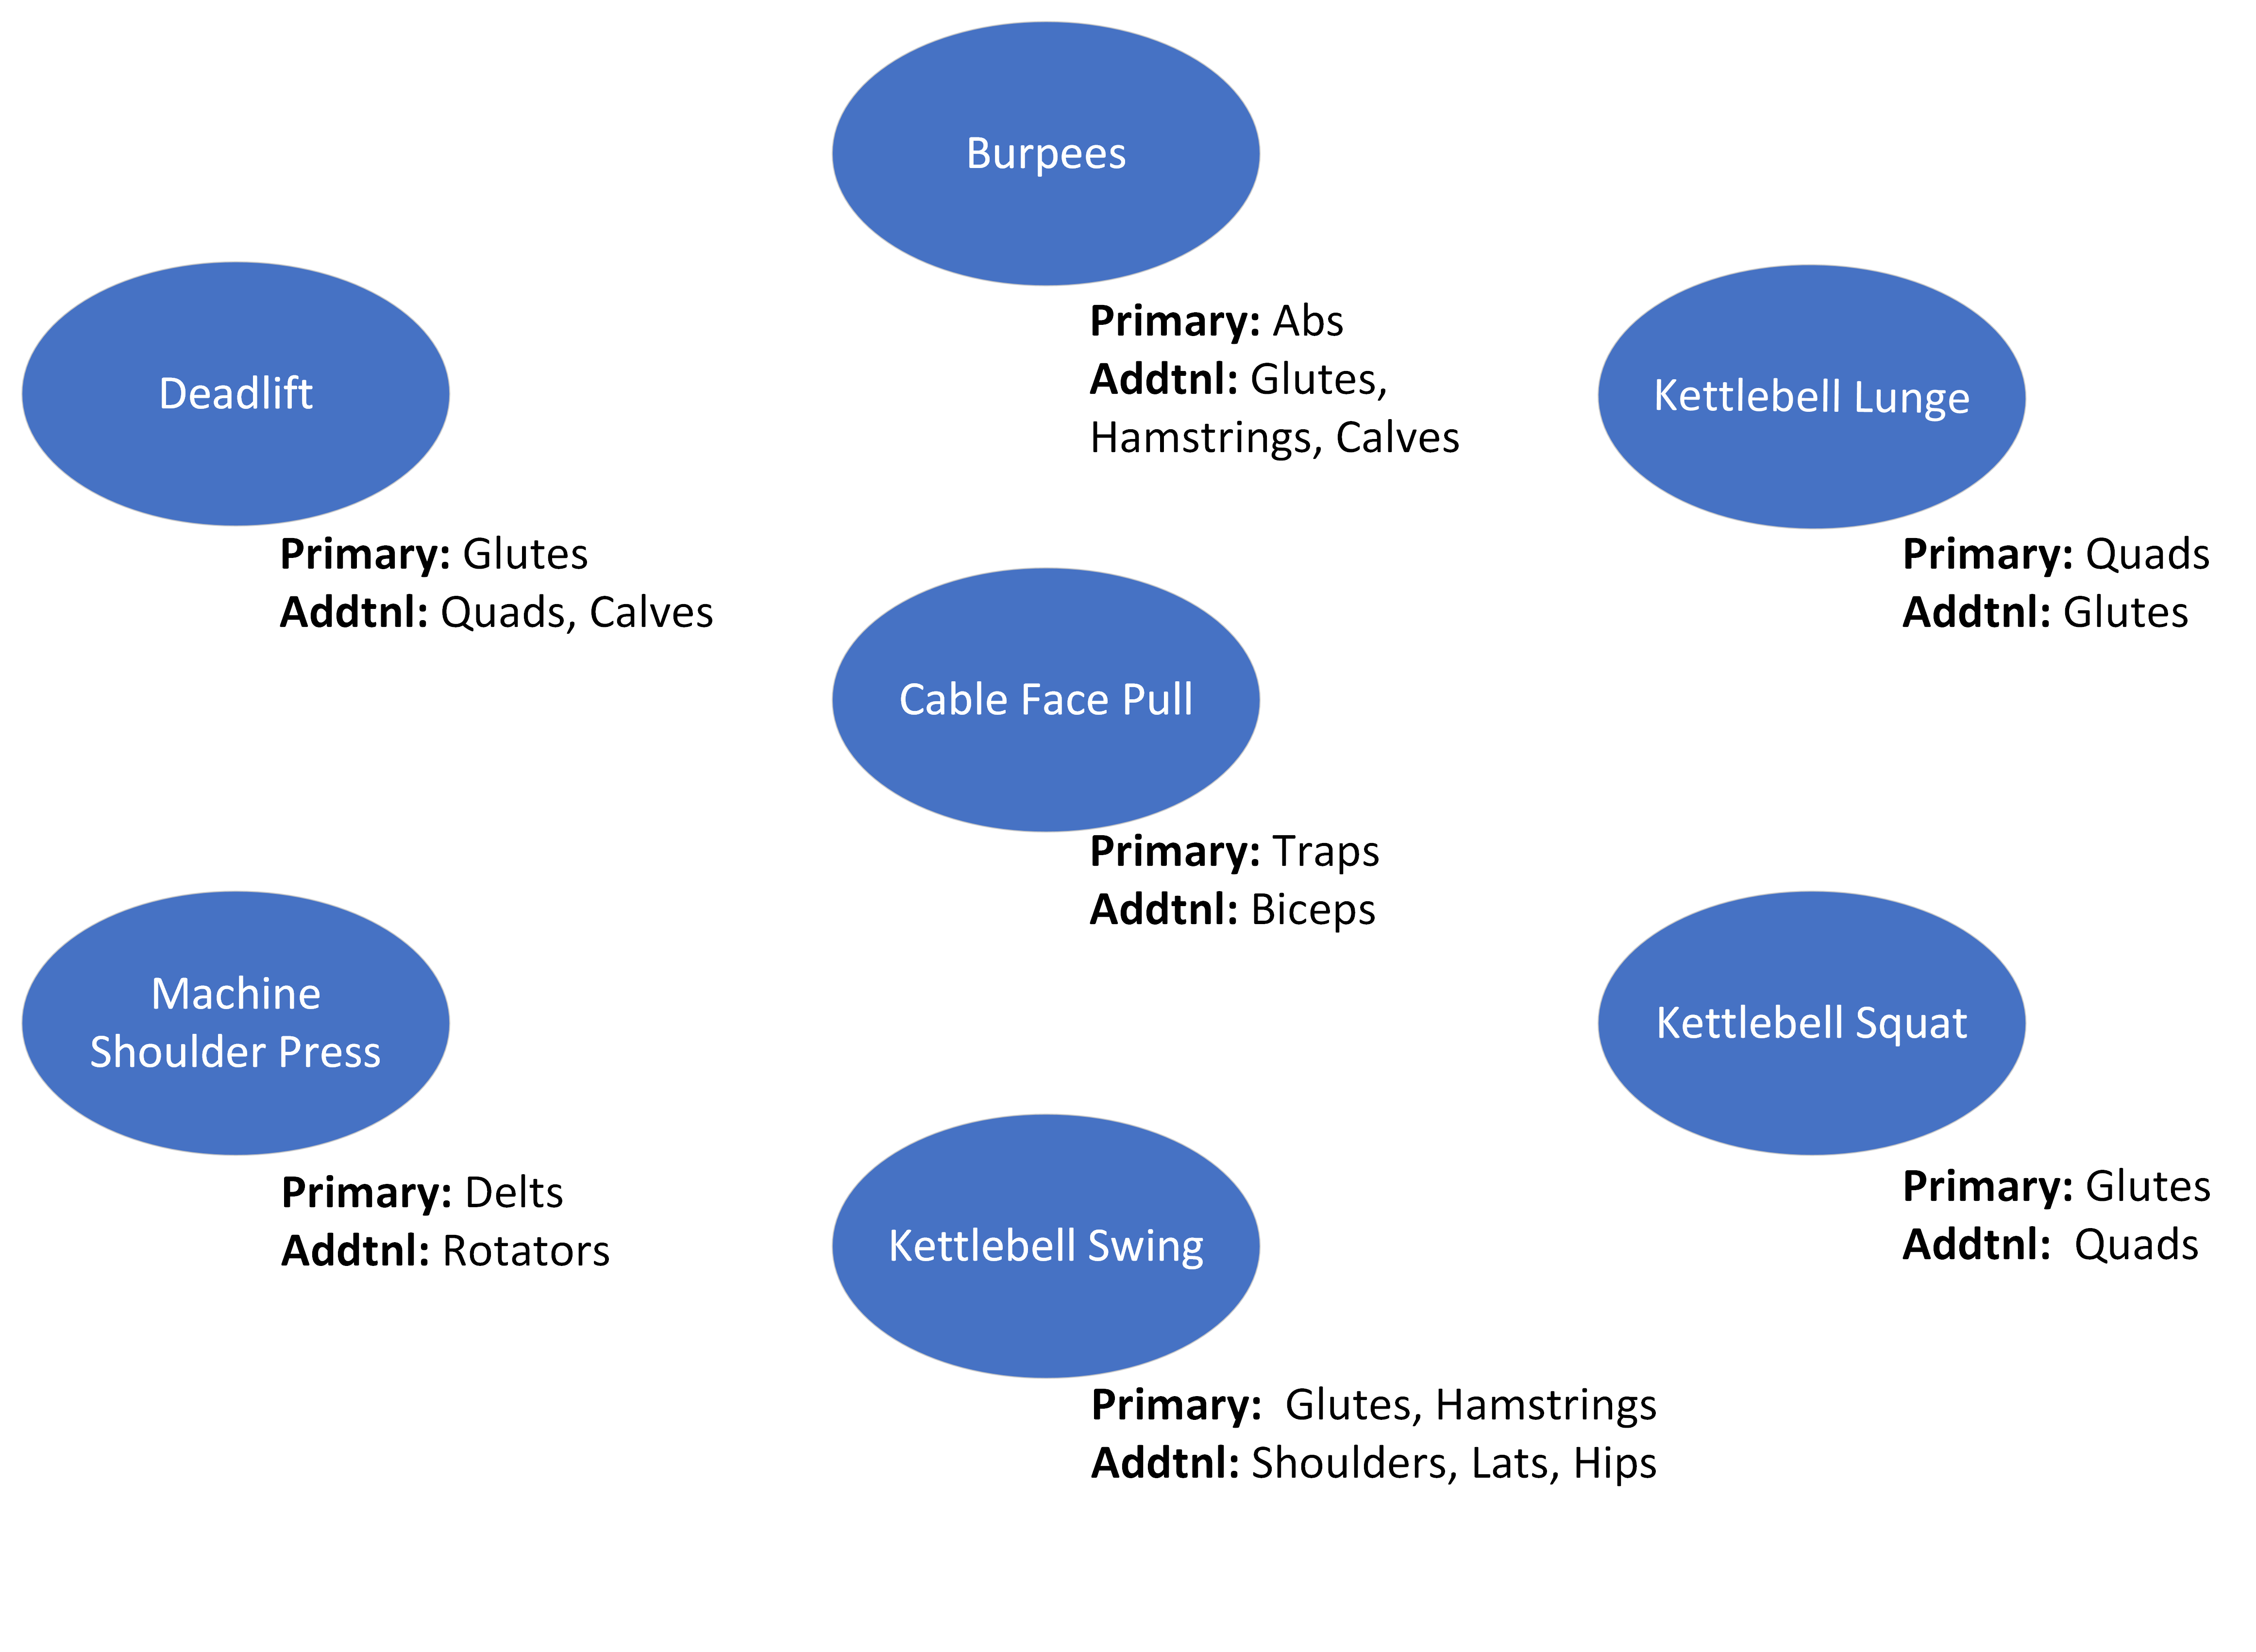 Burpees
Primary: Abs
Addtnl: Glutes,
Hamstrings, Calves
Deadlift
Primary: Glutes
Addtnl: Quads, Calves
Kettlebell Lunge
Primary: Quads
Addtnl: Glutes
Cable Face Pull
Primary: Traps
Addtnl: Biceps
Machine
Shoulder Press
Primary: Delts
Addtnl: Rotators
Kettlebell Squat
Primary: Glutes
Addtnl: Quads
Kettlebell Swing
Primary: Glutes, Hamstrings
Addtnl: Shoulders, Lats, Hips